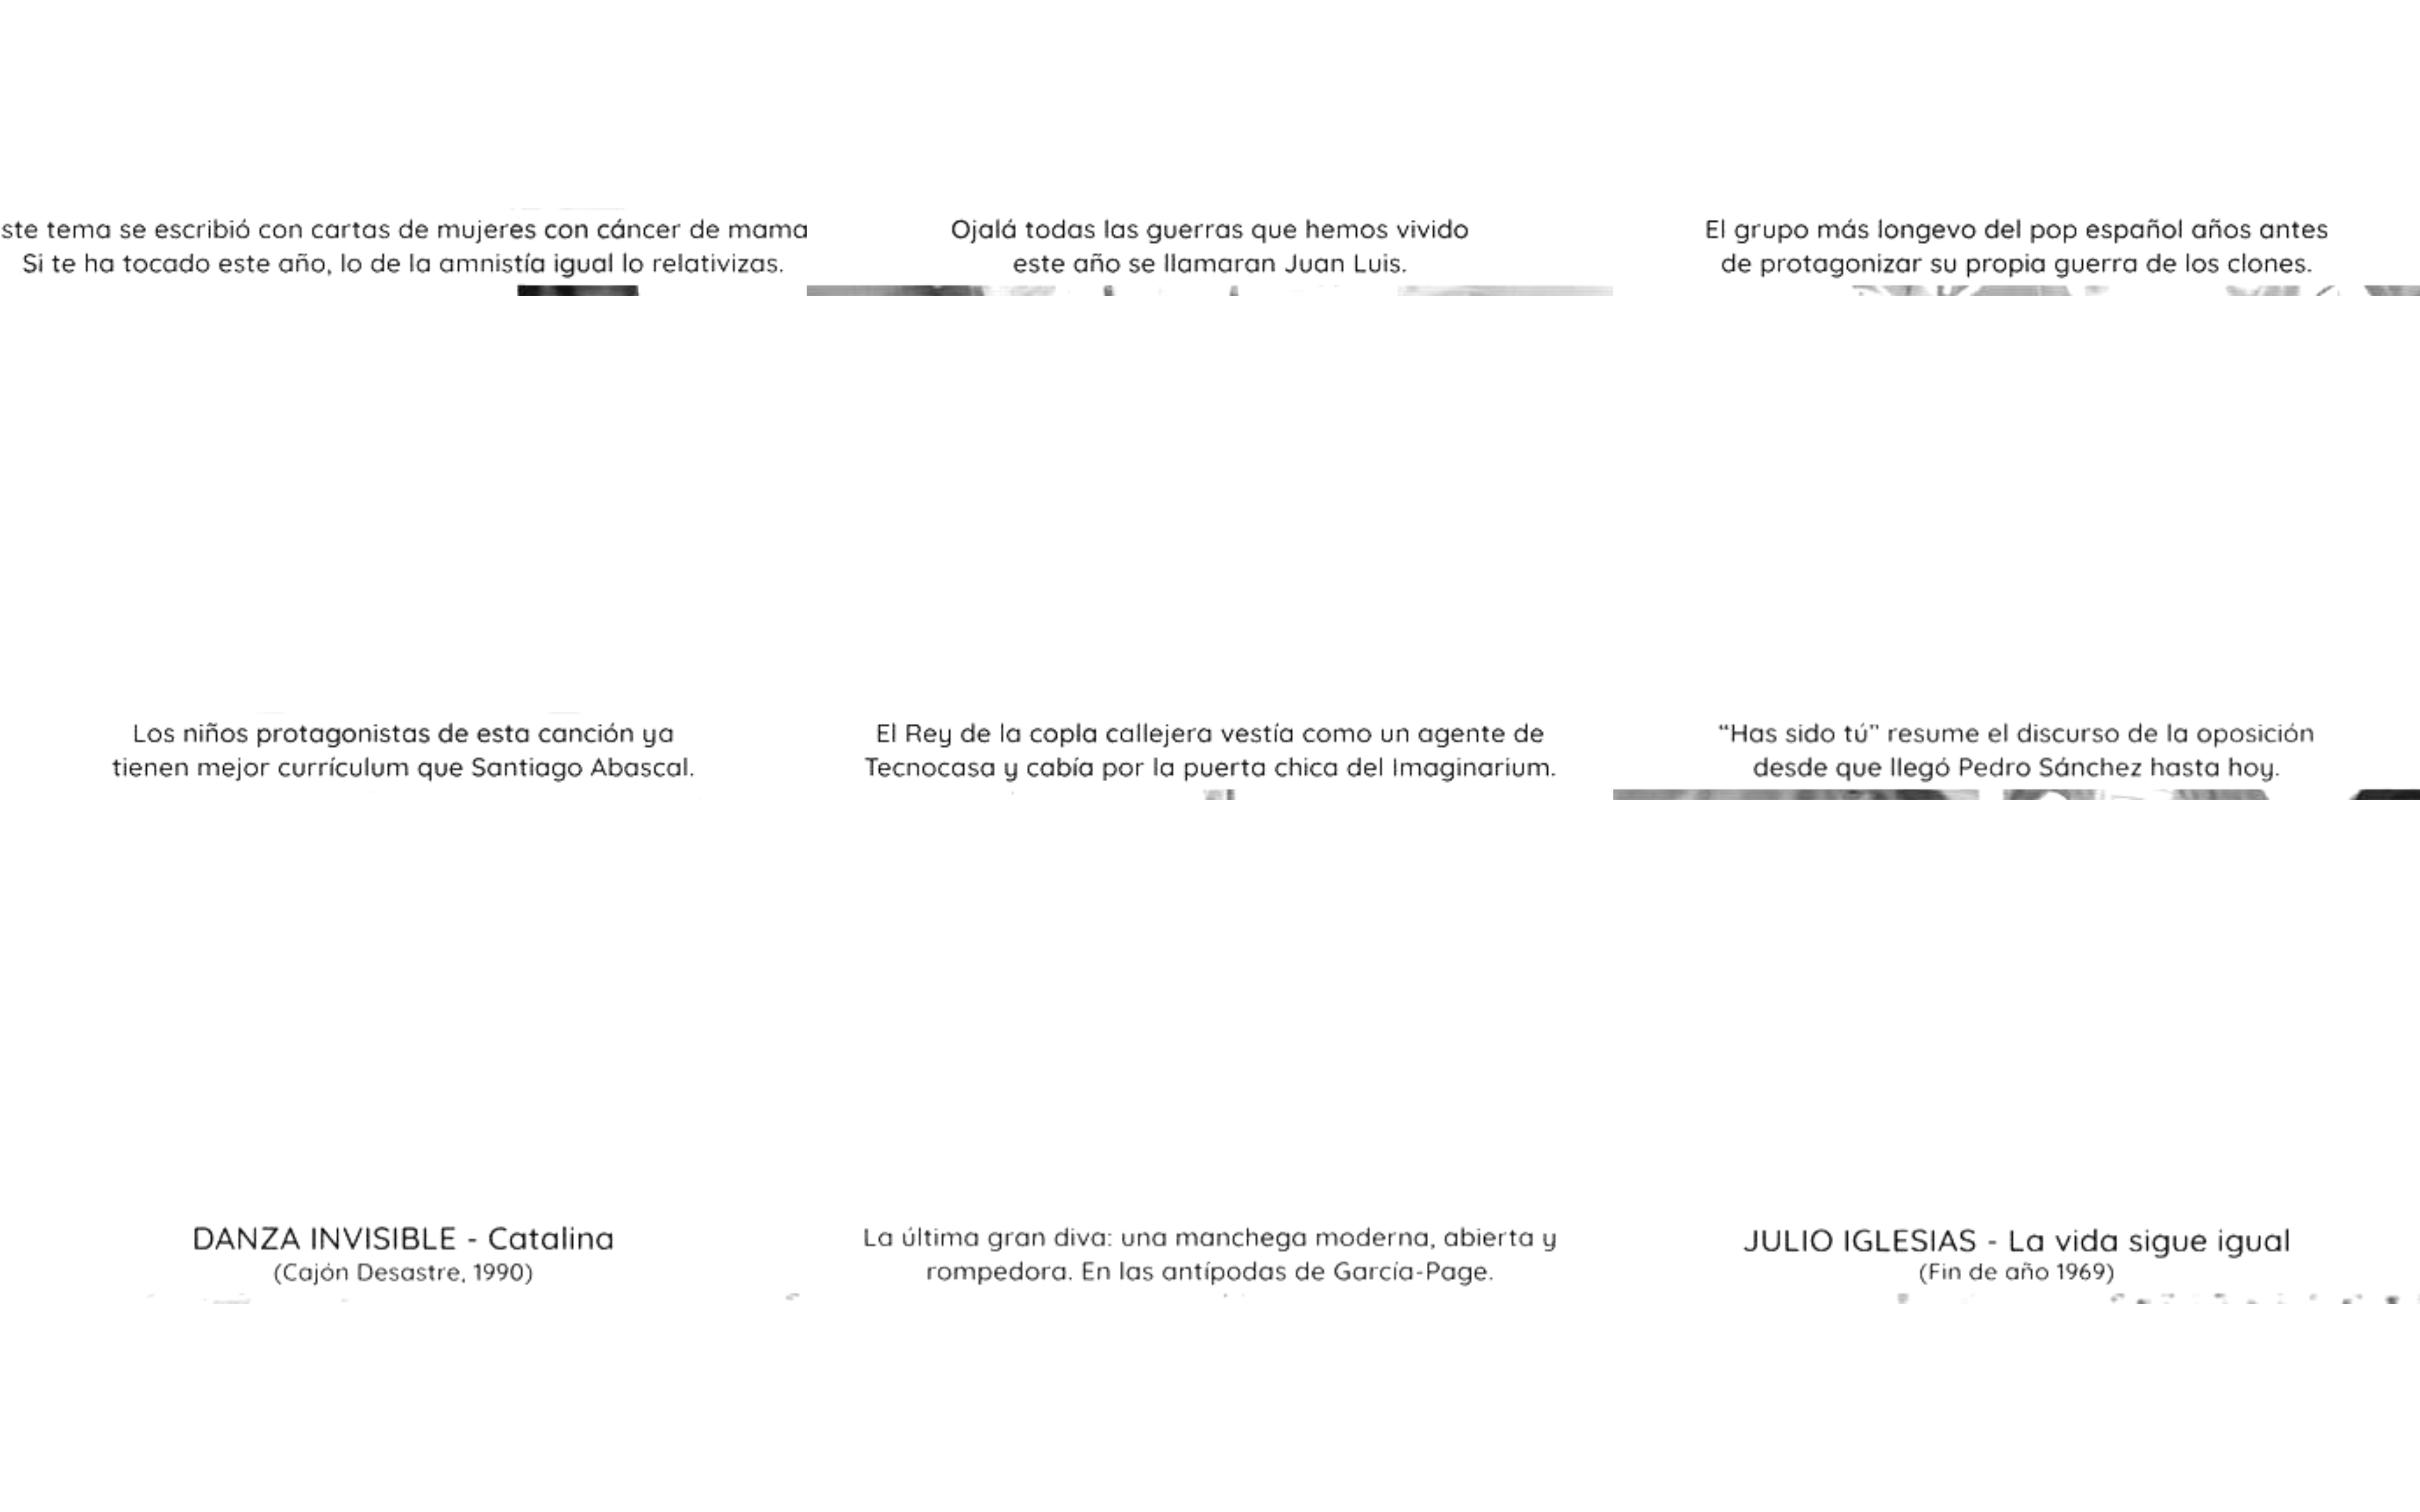 ste tema se escribió con cartas de mujeres con cáncer de mama
Si te ha tocado este año, lo de la amnistía igual lo relativizas.
Ojalá todas las guerras que hemos vivido
este año se llamaran Juan Luis.
El grupo más longevo del pop español años antes
de protagonizar su propia guerra de los clones.
Los niños protagonistas de esta canción ya
tienen mejor currículum que Santiago Abascal.
El Rey de la copla callejera vestía como un agente de
Tecnocasa y cabía por la puerta chica del Imaginarium.
“Has sido tú” resume el discurso de la oposición
desde que llegó Pedro Sánchez hasta hoy.
DANZA INVISIBLE - Catalina
(Cajón Desastre, 1990)
La última gran diva: una manchega moderna, abierta y
rompedora. En las antípodas de García-Page.
JULIO IGLESIAS - La vida sigue igual
(Fin de año 1969)